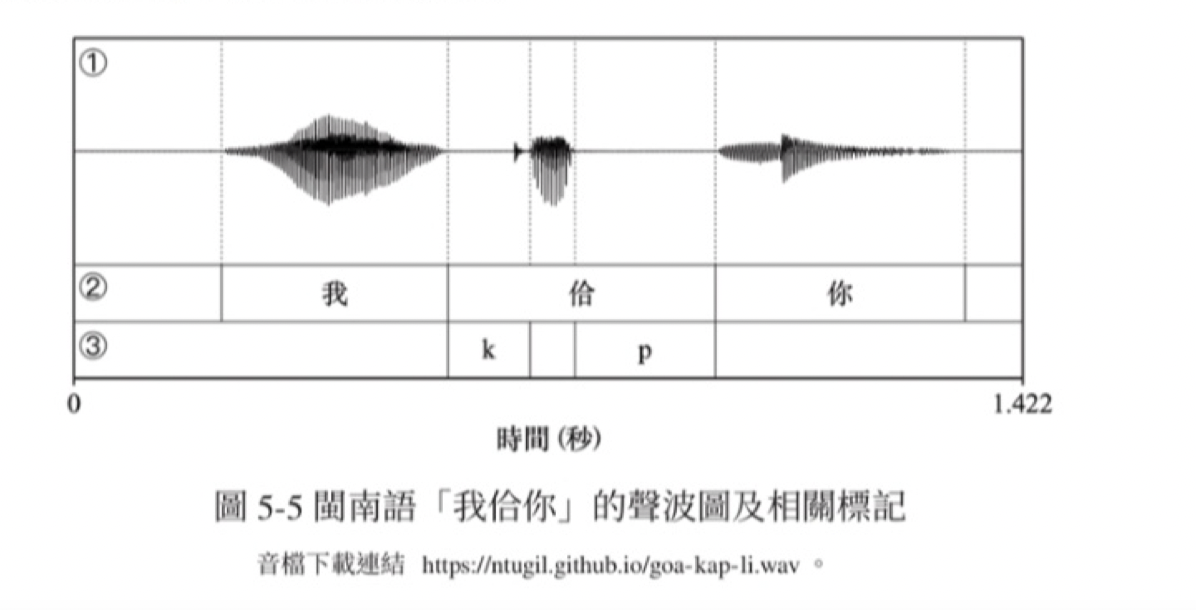 ①
②
我 佮 你
③
k p
0 1.422
時間 (秒)
圖 5-5 閩南語「我佮你」的聲波圖及相關標記
音檔下載連結 https://ntugil.github.io/goa-kap-li.wav 。